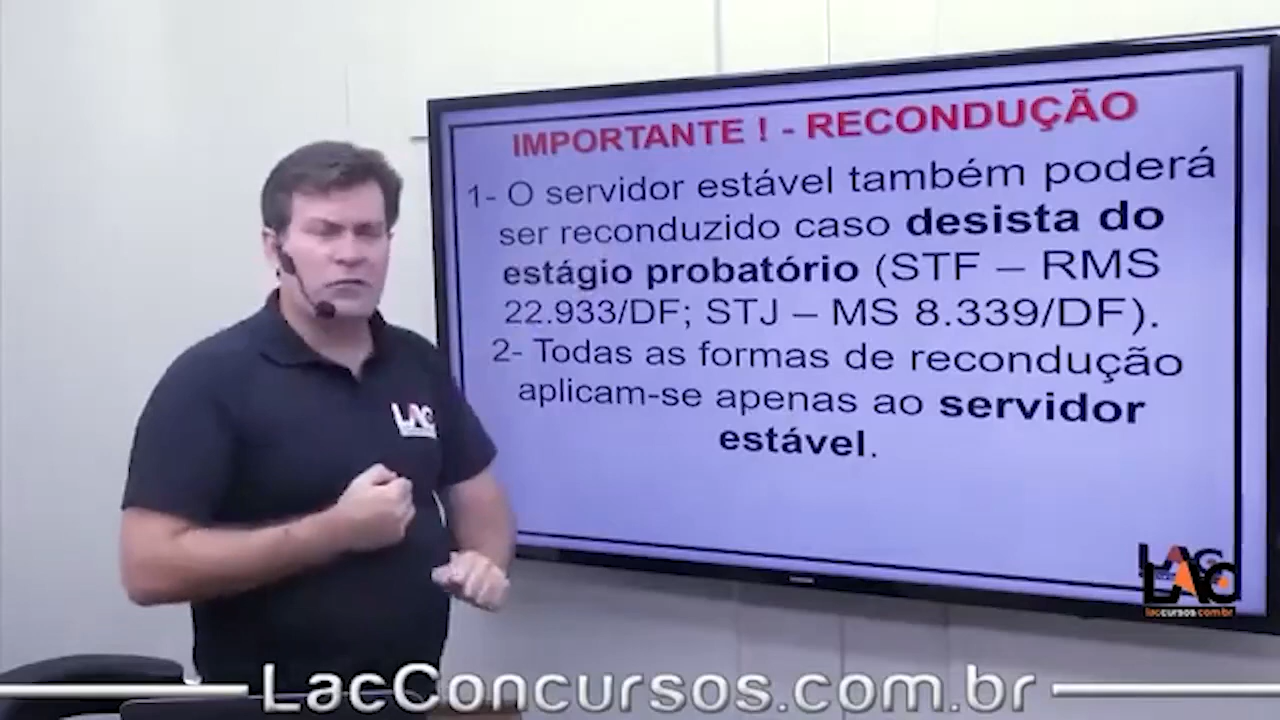 IMPORTANTE ! - RECONDUÇÃO
1- O servidor estável também poderá
ser reconduzido caso desista do
estágio probatório (STF – RMS
22.933/DF; STJ – MS 8.339/DF).
2- Todas as formas de recondução
aplicam-se apenas ao servidor
estável.
LAC
LAC
LAC
laccursos.com.br
LacConcursos.com.br